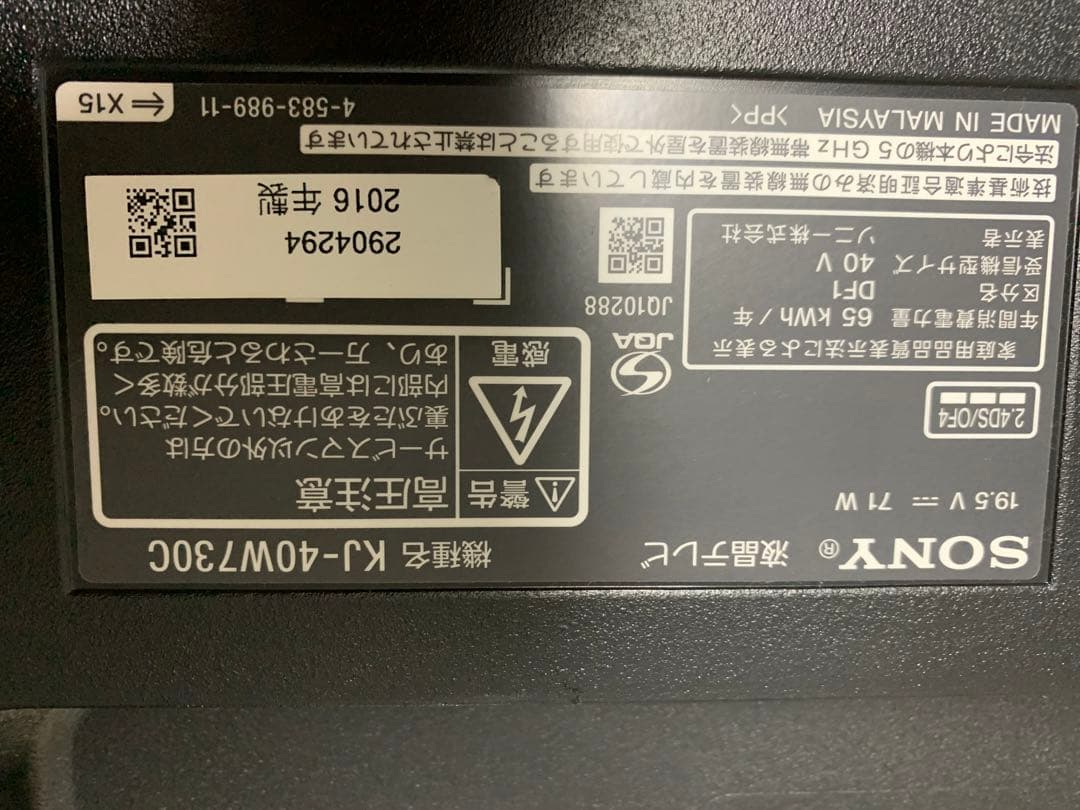 SONY® 液晶テレビ 機種名 KJ-40W730C
19.5 V ⎓ 71 W
2.4DS/OF4
家庭用品品質表示法による表示
年間消費電力量 65 kWh / 年
区分名 DF1
受信機型サイズ 40 V
表示者 ソニー株式会社
JQA
JQ10288
警告 高圧注意
感電
サービスマン以外の方は
裏ぶたをあけないでください。
内部には高電圧部分が数多く
あり、万一さわると危険です。
2904294
2016 年製
技術基準適合証明済みの無線装置を内蔵しています
法令により本機の5 GHz 帯無線装置を屋外で使用することは禁止されています
MADE IN MALAYSIA >PP< 4-583-989-11 ⇐ X15